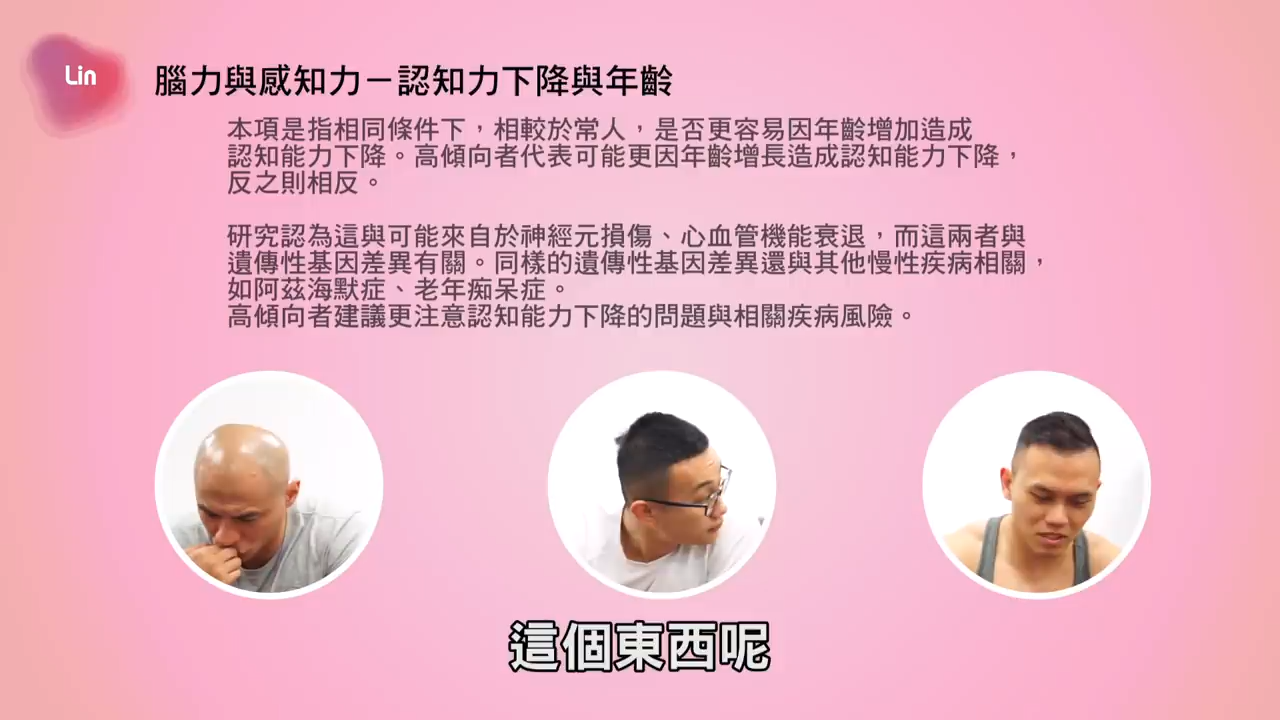 Lin
腦力與感知力－認知力下降與年齡
本項是指相同條件下，相較於常人，是否更容易因年齡增加造成
認知能力下降。高傾向者代表可能更因年齡增長造成認知能力下降，
反之則相反。
研究認為這與可能來自於神經元損傷、心血管機能衰退，而這兩者與
遺傳性基因差異有關。同樣的遺傳性基因差異還與其他慢性疾病相關，
如阿茲海默症、老年痴呆症。
高傾向者建議更注意認知能力下降的問題與相關疾病風險。
這個東西呢